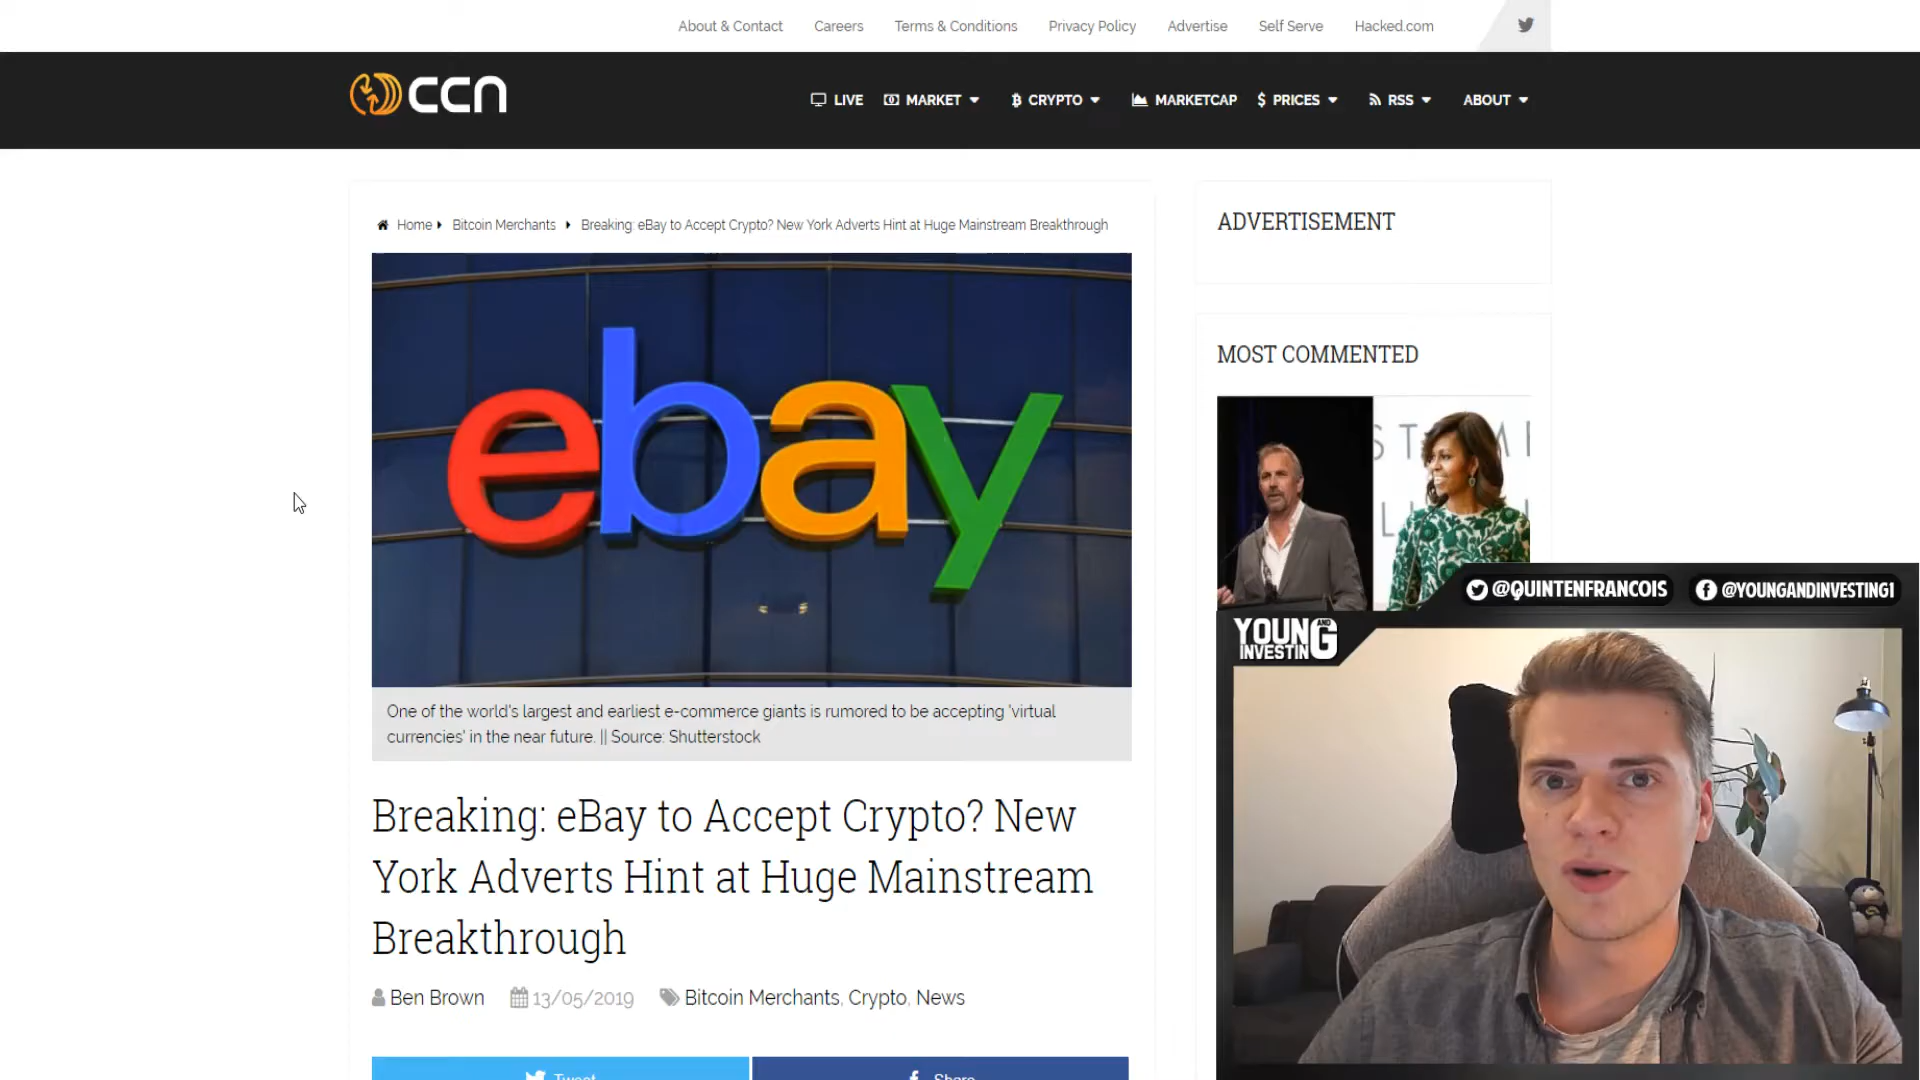 About & Contact Careers Terms & Conditions Privacy Policy Advertise Self Serve Hacked.com
CCN
LIVE MARKET CRYPTO MARKETCAP PRICES RSS ABOUT
Home Bitcoin Merchants Breaking: eBay to Accept Crypto? New York Adverts Hint at Huge Mainstream Breakthrough
ebay
One of the world's largest and earliest e-commerce giants is rumored to be accepting 'virtual
currencies' in the near future. || Source: Shutterstock
Breaking: eBay to Accept Crypto? New
York Adverts Hint at Huge Mainstream
Breakthrough
Ben Brown 13/05/2019 Bitcoin Merchants, Crypto, News
Tweet Share
ADVERTISEMENT
MOST COMMENTED
@QUINTENFRANCOIS @YOUNGANDINVESTING1
YOUNG AND
INVESTING